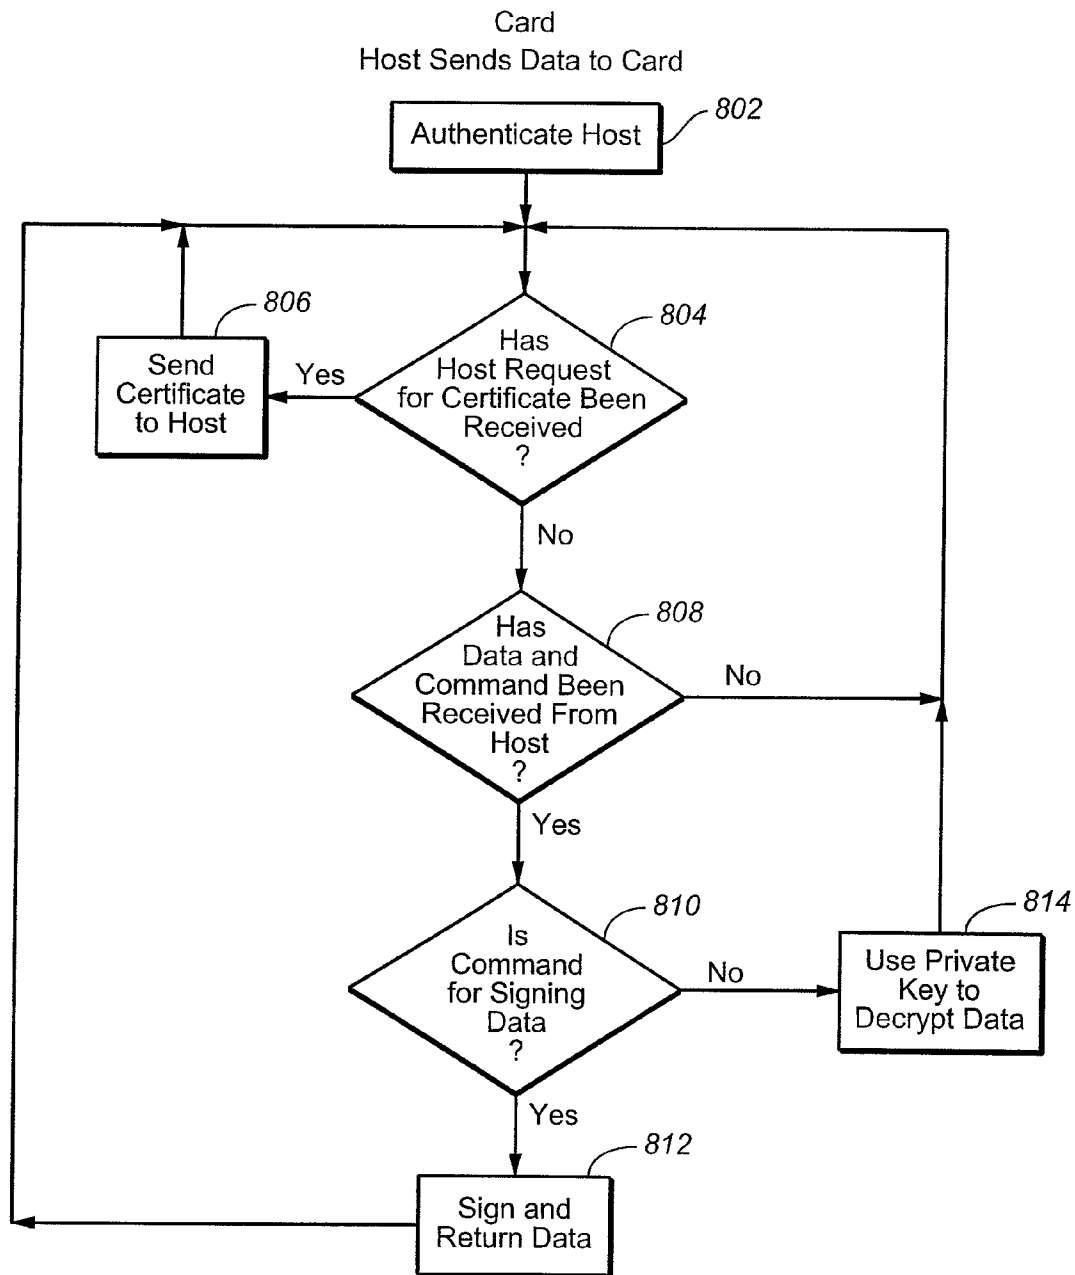 Card
Host Sends Data to Card
802
Authenticate Host
806
804
Send
Certificate
to Host
Yes
Has
Host Request
for Certificate Been
Received
?
No
808
Has
Data and
Command Been
Received From
Host
?
No
Yes
810
814
Is
Command
for Signing
Data
?
No
Use Private
Key to
Decrypt Data
Yes
812
Sign and
Return Data